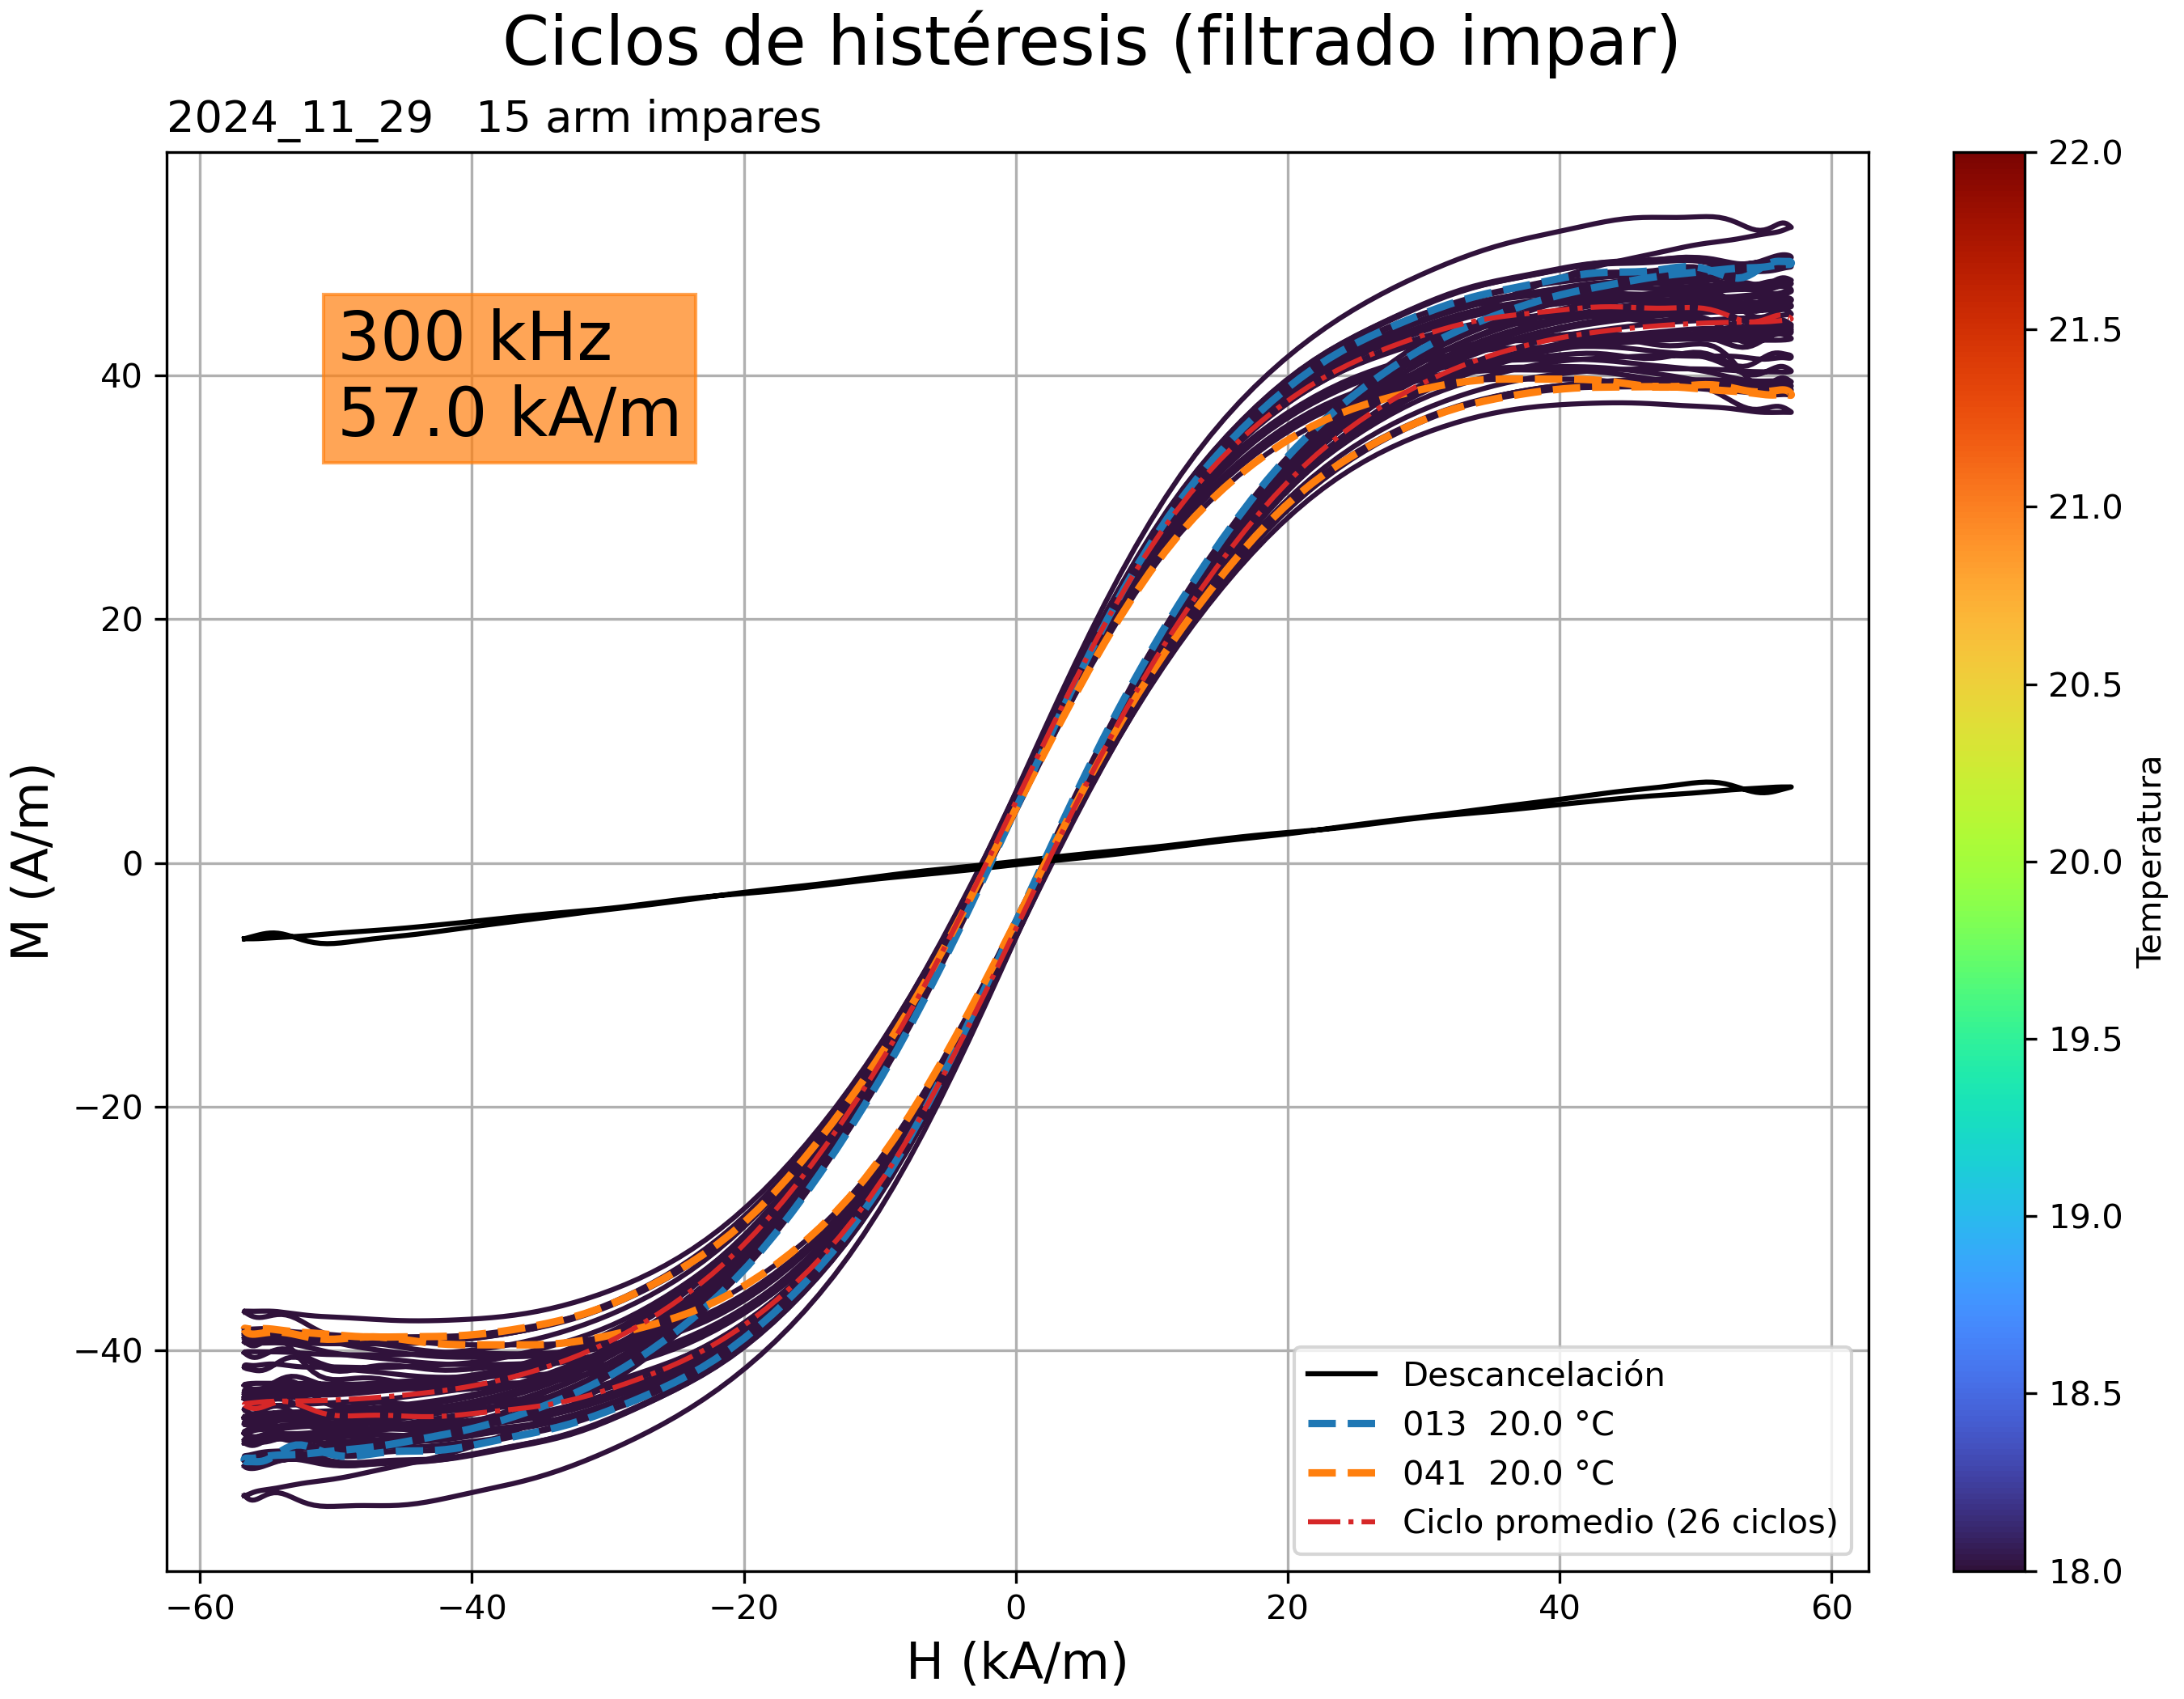 Ciclos de histéresis (filtrado impar)
2024_11_29   15 arm impares
300 kHz
57.0 kA/m
M (A/m)
40
20
0
−20
−40
−60
−40
−20
0
20
40
60
H (kA/m)
Descancelación
013  20.0 °C
041  20.0 °C
Ciclo promedio (26 ciclos)
22.0
21.5
21.0
20.5
20.0
19.5
19.0
18.5
18.0
Temperatura